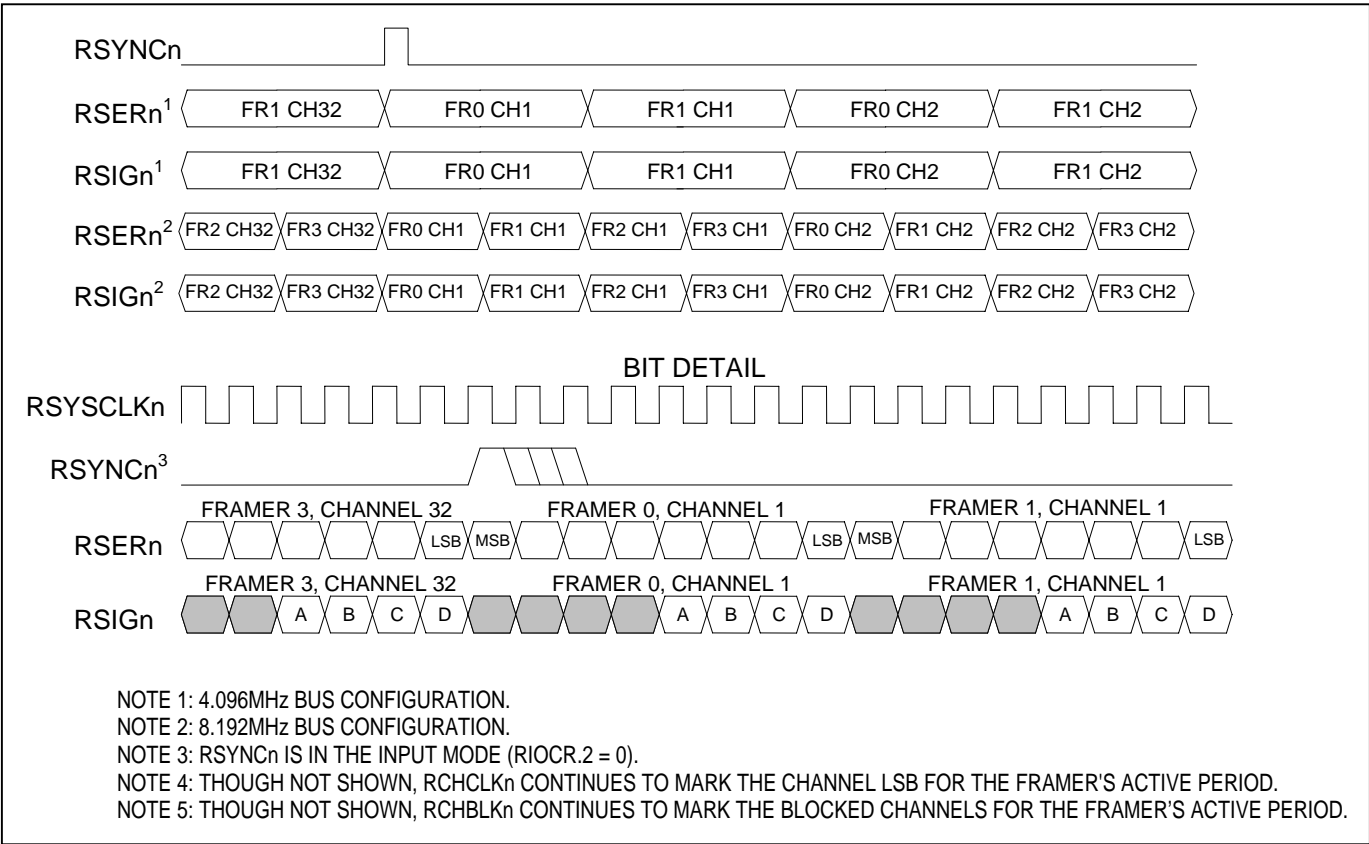 RSYNCn
RSERn1 FR1 CH32 FR0 CH1 FR1 CH1 FR0 CH2 FR1 CH2
RSIGn1 FR1 CH32 FR0 CH1 FR1 CH1 FR0 CH2 FR1 CH2
RSERn2 FR2 CH32 FR3 CH32 FR0 CH1 FR1 CH1 FR2 CH1 FR3 CH1 FR0 CH2 FR1 CH2 FR2 CH2 FR3 CH2
RSIGn2 FR2 CH32 FR3 CH32 FR0 CH1 FR1 CH1 FR2 CH1 FR3 CH1 FR0 CH2 FR1 CH2 FR2 CH2 FR3 CH2
BIT DETAIL
RSYSCLKn
RSYNCn3
FRAMER 3, CHANNEL 32 FRAMER 0, CHANNEL 1 FRAMER 1, CHANNEL 1
RSERn LSB MSB LSB MSB LSB
FRAMER 3, CHANNEL 32 FRAMER 0, CHANNEL 1 FRAMER 1, CHANNEL 1
RSIGn A B C D A B C D A B C D
NOTE 1: 4.096MHz BUS CONFIGURATION.
NOTE 2: 8.192MHz BUS CONFIGURATION.
NOTE 3: RSYNCn IS IN THE INPUT MODE (RIOCR.2 = 0).
NOTE 4: THOUGH NOT SHOWN, RCHCLKn CONTINUES TO MARK THE CHANNEL LSB FOR THE FRAMER'S ACTIVE PERIOD.
NOTE 5: THOUGH NOT SHOWN, RCHBLKn CONTINUES TO MARK THE BLOCKED CHANNELS FOR THE FRAMER’S ACTIVE PERIOD.